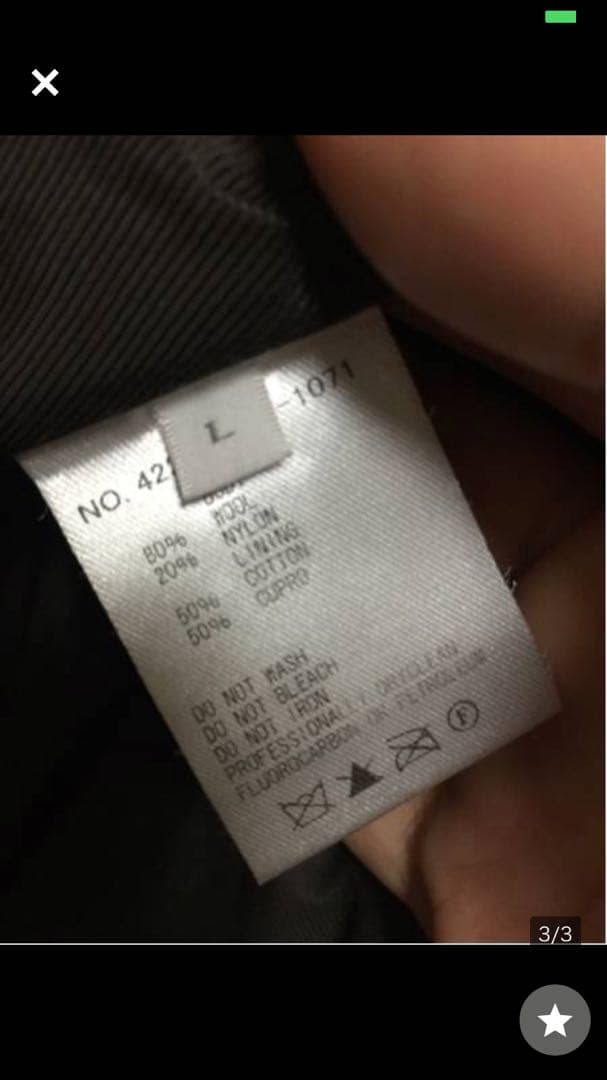 NO. 42
-1071
L
WOOL
80% NYLON
20% LINING
COTTON
50% CUPRO
50%
DO NOT WASH
DO NOT BLEACH
DO NOT IRON
PROFESSIONALLY DRYCLEAN
FLUOROCARBON OR PETROLEUM
F
3/3